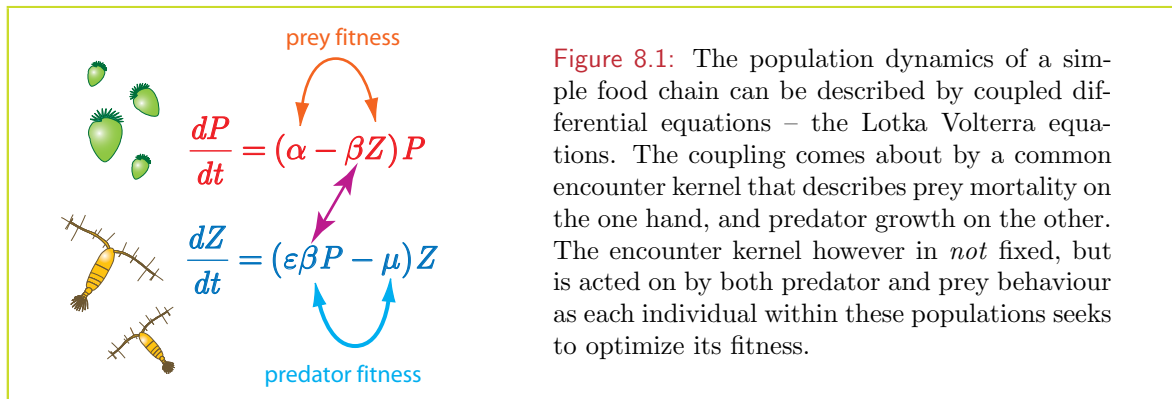 prey fitness
dP/dt = (α − βZ) P
dZ/dt = (εβP − μ) Z
predator fitness
Figure 8.1: The population dynamics of a sim-
ple food chain can be described by coupled dif-
ferential equations – the Lotka Volterra equa-
tions. The coupling comes about by a common
encounter kernel that describes prey mortality on
the one hand, and predator growth on the other.
The encounter kernel however in not fixed, but
is acted on by both predator and prey behaviour
as each individual within these populations seeks
to optimize its fitness.